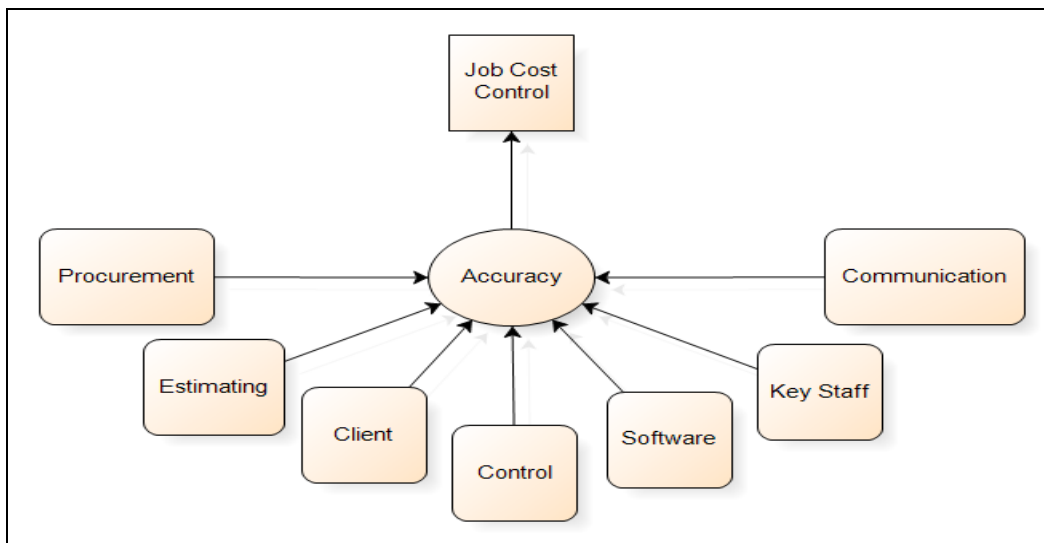 Job Cost
Control
Procurement
Accuracy
Communication
Estimating
Client
Control
Software
Key Staff